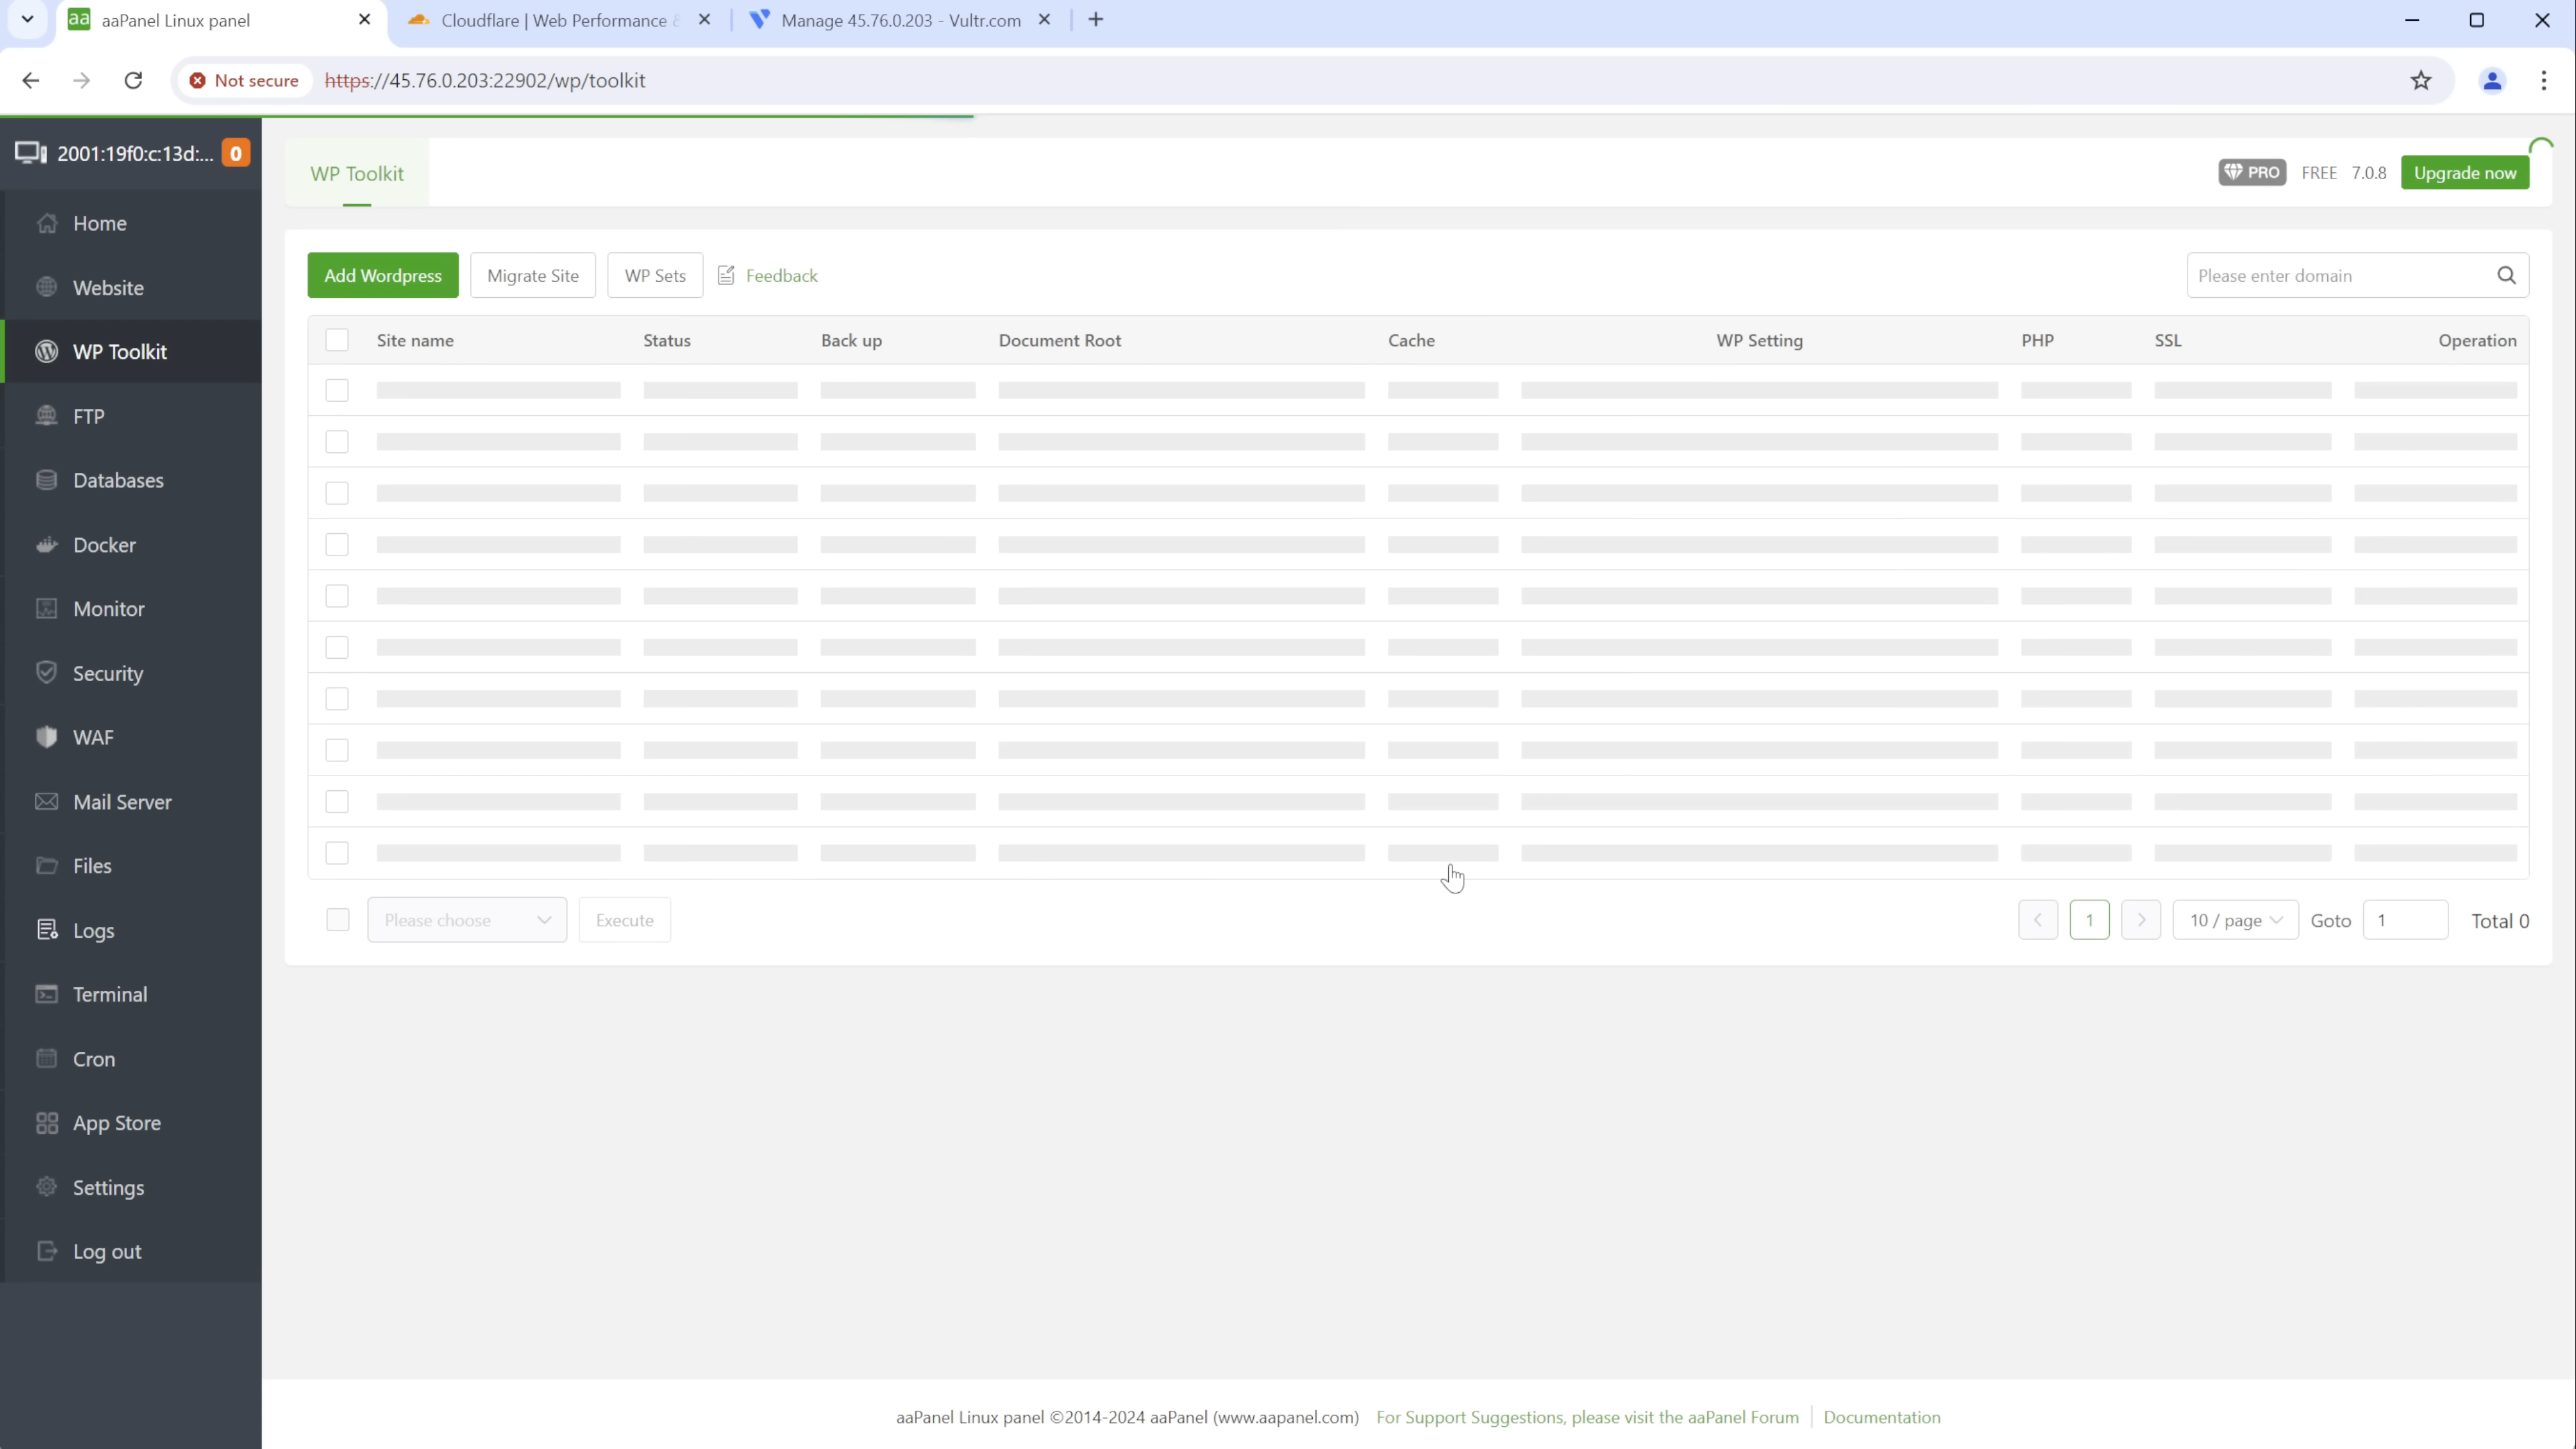 aaPanel Linux panel
Cloudflare | Web Performance &
Manage 45.76.0.203 - Vultr.com
Not secure
https://45.76.0.203:22902/wp/toolkit
2001:19f0:c:13d:... 0
Home
Website
WP Toolkit
FTP
Databases
Docker
Monitor
Security
WAF
Mail Server
Files
Logs
Terminal
Cron
App Store
Settings
Log out
WP Toolkit
PRO FREE 7.0.8 Upgrade now
Add Wordpress Migrate Site WP Sets Feedback
Please enter domain
Site name Status Back up Document Root Cache WP Setting PHP SSL Operation
Please choose Execute
1 10 / page Goto 1 Total 0
aaPanel Linux panel ©2014-2024 aaPanel (www.aapanel.com) For Support Suggestions, please visit the aaPanel Forum Documentation